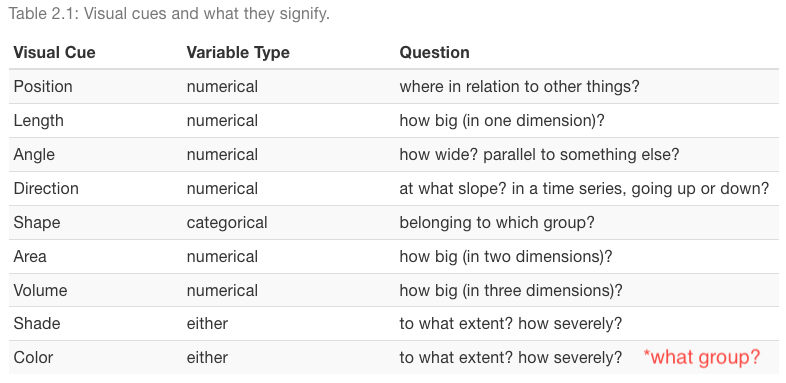 Table 2.1: Visual cues and what they signify.
Visual Cue Variable Type Question
Position numerical where in relation to other things?
Length numerical how big (in one dimension)?
Angle numerical how wide? parallel to something else?
Direction numerical at what slope? in a time series, going up or down?
Shape categorical belonging to which group?
Area numerical how big (in two dimensions)?
Volume numerical how big (in three dimensions)?
Shade either to what extent? how severely?
Color either to what extent? how severely? *what group?